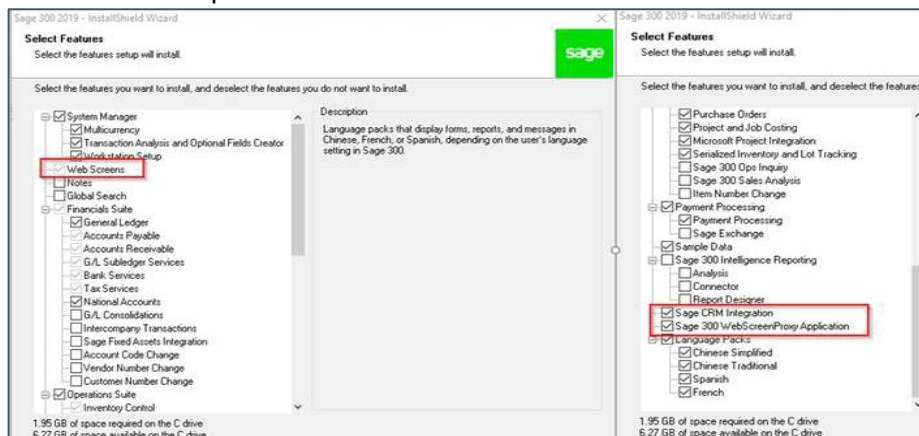 Sage 300 2019 - InstallShield Wizard
Select Features
Select the features setup will install.
sage
Select the features you want to install, and deselect the features you do not want to install.
System Manager
Multicurrency
Transaction Analysis and Optional Fields Creator
Workstation Setup
Web Screens
Notes
Global Search
Financials Suite
General Ledger
Accounts Payable
Accounts Receivable
G/L Subledger Services
Bank Services
Tax Services
National Accounts
G/L Consolidations
Intercompany Transactions
Sage Fixed Assets Integration
Account Code Change
Vendor Number Change
Customer Number Change
Operations Suite
Inventory Control
Description
Language packs that display forms, reports, and messages in
Chinese, French, or Spanish, depending on the user's language
setting in Sage 300.
1.95 GB of space required on the C drive
6.27 GB of space available on the C drive
Sage 300 2019 - InstallShield Wizard
Select Features
Select the features setup will install.
Select the features you want to install, and deselect the features
Purchase Orders
Project and Job Costing
Microsoft Project Integration
Serialized Inventory and Lot Tracking
Sage 300 Ops Inquiry
Sage 300 Sales Analysis
Item Number Change
Payment Processing
Payment Processing
Sage Exchange
Sample Data
Sage 300 Intelligence Reporting
Analysis
Connector
Report Designer
Sage CRM Integration
Sage 300 WebScreenProxy Application
Language Packs
Chinese Simplified
Chinese Traditional
Spanish
French
1.95 GB of space required on the C drive
6.27 GB of space available on the C drive